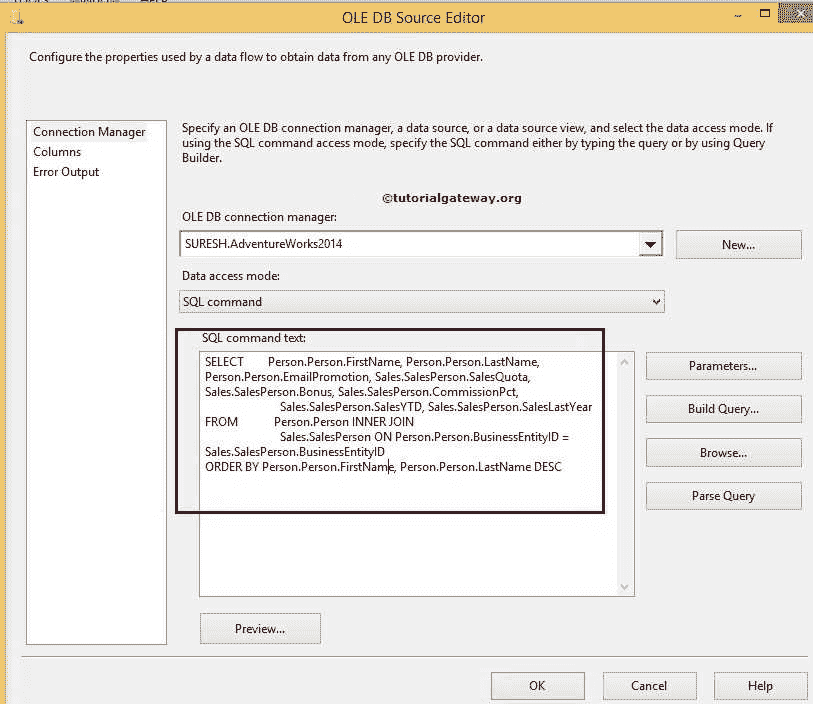 OLE DB Source Editor
Configure the properties used by a data flow to obtain data from any OLE DB provider.
Connection Manager
Columns
Error Output
Specify an OLE DB connection manager, a data source, or a data source view, and select the data access mode. If
using the SQL command access mode, specify the SQL command either by typing the query or by using Query
Builder.
©tutorialgateway.org
OLE DB connection manager:
SURESH.AdventureWorks2014
New...
Data access mode:
SQL command
SQL command text:
SELECT Person.Person.FirstName, Person.Person.LastName,
Person.Person.EmailPromotion, Sales.SalesPerson.SalesQuota,
Sales.SalesPerson.Bonus, Sales.SalesPerson.CommissionPct,
Sales.SalesPerson.SalesYTD, Sales.SalesPerson.SalesLastYear
FROM Person.Person INNER JOIN
Sales.SalesPerson ON Person.Person.BusinessEntityID =
Sales.SalesPerson.BusinessEntityID
ORDER BY Person.Person.FirstName, Person.Person.LastName DESC
Parameters...
Build Query...
Browse...
Parse Query
Preview...
OK
Cancel
Help